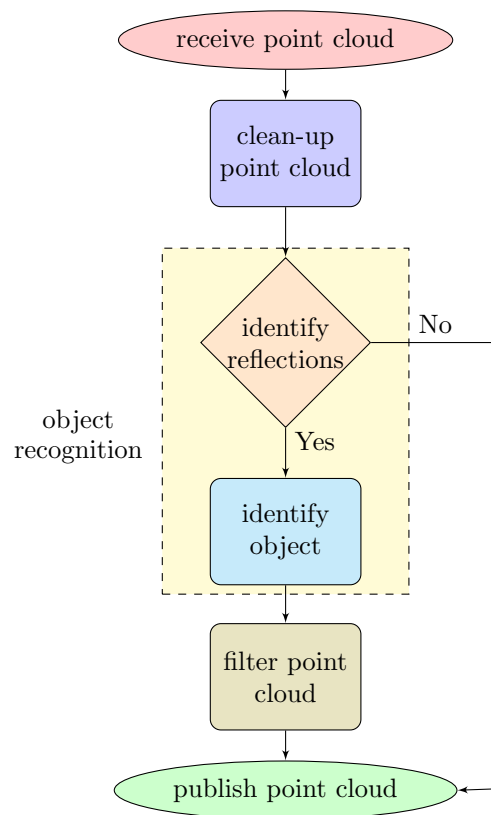 receive point cloud
clean-up
point cloud
identify
reflections
No
object
recognition
Yes
identify
object
filter point
cloud
publish point cloud